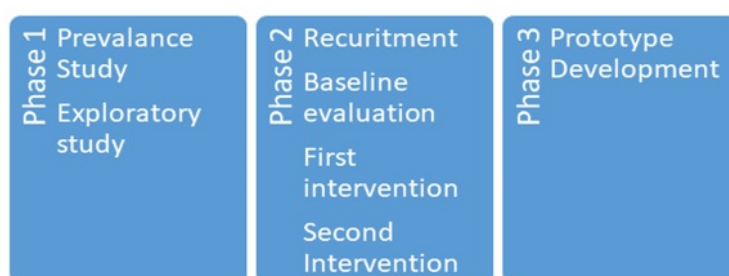 Phase 1
Prevalance
Study
Exploratory
study
Phase 2
Recuritment
Baseline
evaluation
First
intervention
Second
Intervention
Phase 3
Prototype
Development